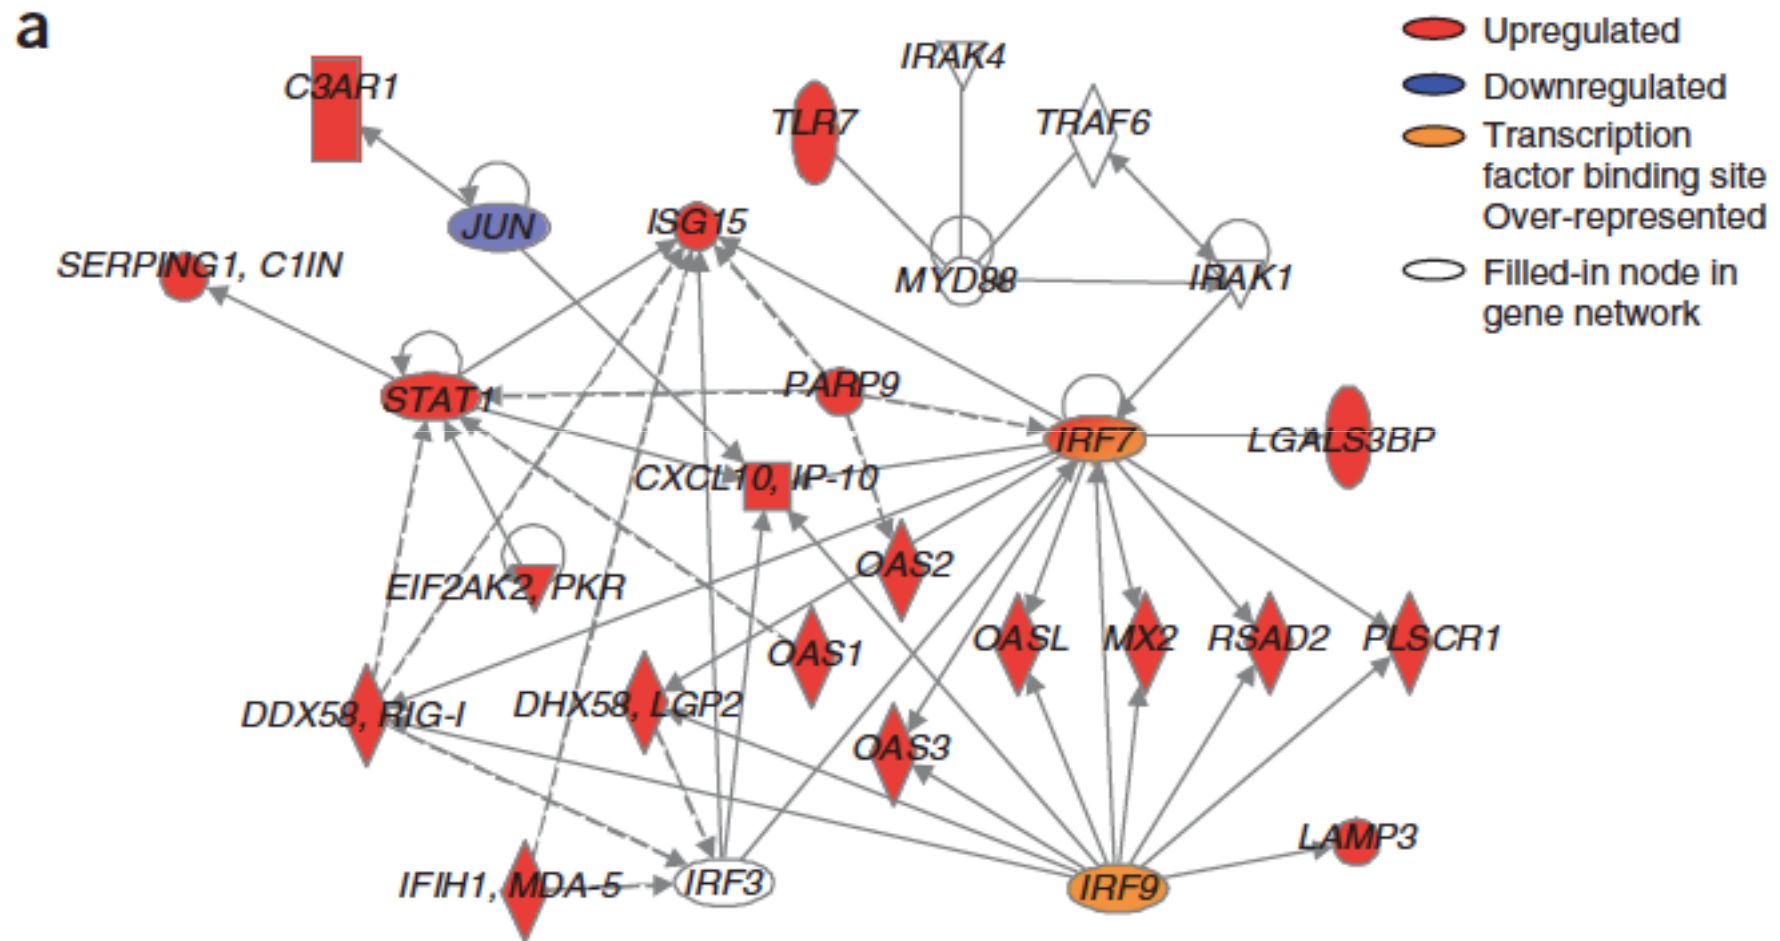 a
C3AR1
JUN
SERPING1, C1IN
ISG15
TLR7
IRAK4
TRAF6
MYD88
IRAK1
Upregulated
Downregulated
Transcription
factor binding site
Over-represented
Filled-in node in
gene network
STAT1
PARP9
IRF7
LGALS3BP
CXCL10, IP-10
EIF2AK2, PKR
OAS2
OAS1
OASL
MX2
RSAD2
PLSCR1
DDX58, RIG-I
DHX58, LGP2
OAS3
LAMP3
IFIH1, MDA-5
IRF3
IRF9